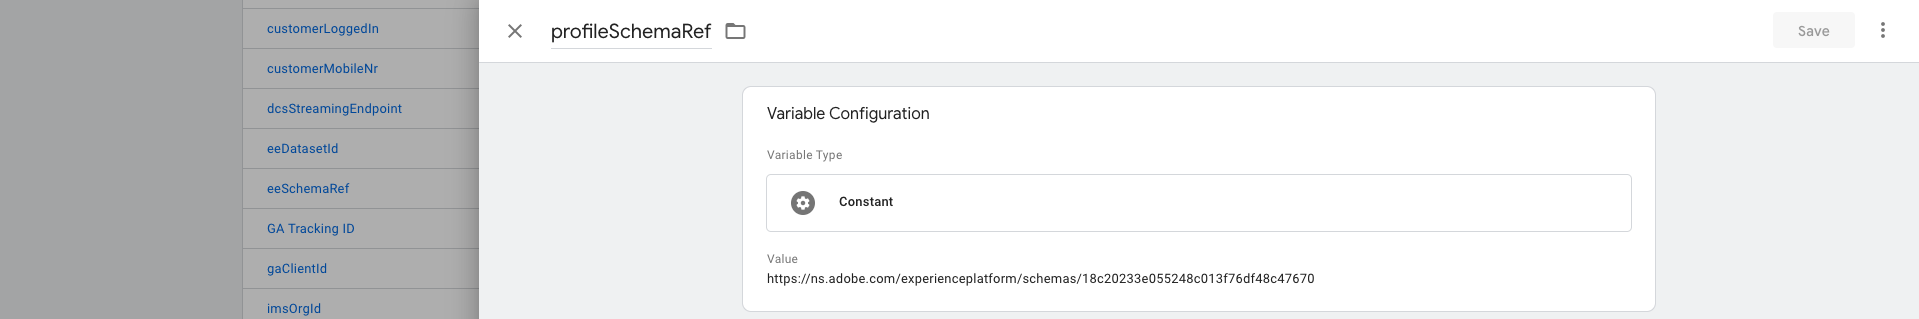 customerLoggedIn
customerMobileNr
dcsStreamingEndpoint
eeDatasetId
eeSchemaRef
GA Tracking ID
gaClientId
imsOrgId
profileSchemaRef
Save
Variable Configuration
Variable Type
Constant
Value
https://ns.adobe.com/experienceplatform/schemas/18c20233e055248c013f76df48c47670